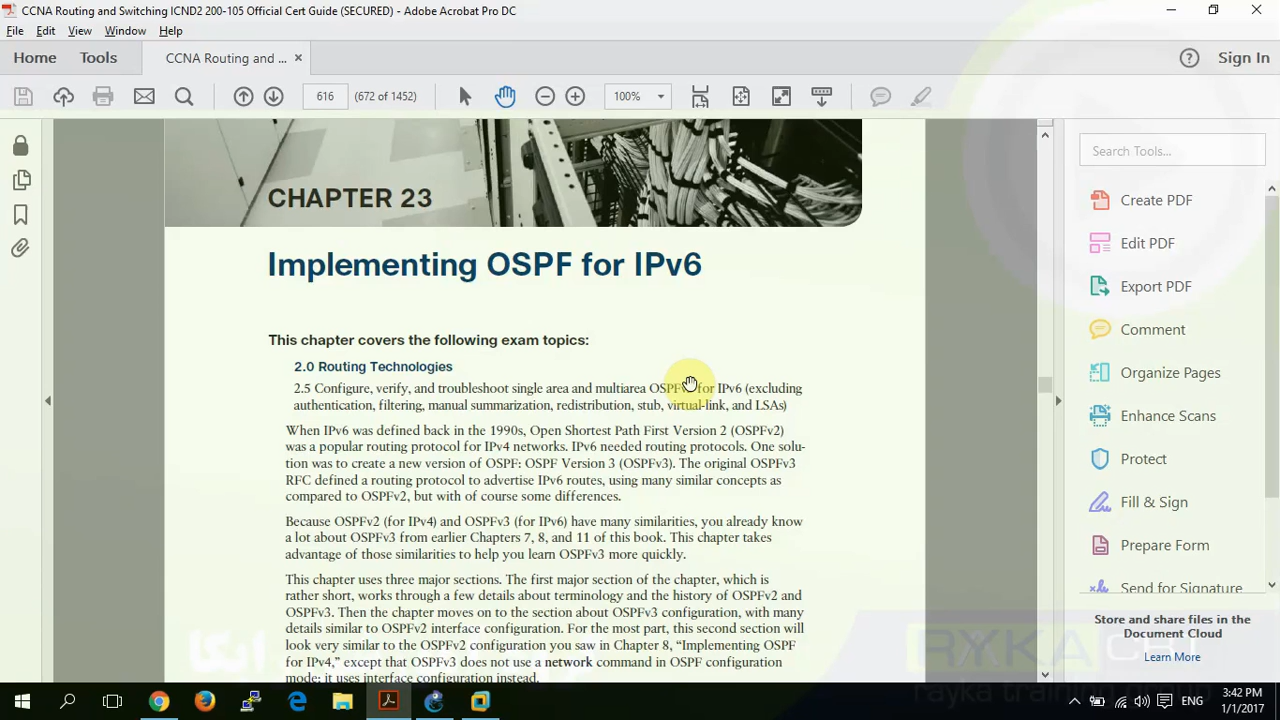 CCNA Routing and Switching ICND2 200-105 Official Cert Guide (SECURED) - Adobe Acrobat Pro DC
File Edit View Window Help
Home Tools CCNA Routing and ... × Sign In
616 (672 of 1452) 100%
CHAPTER 23
Implementing OSPF for IPv6
This chapter covers the following exam topics:
2.0 Routing Technologies
2.5 Configure, verify, and troubleshoot single area and multiarea OSPFv3 for IPv6 (excluding
authentication, filtering, manual summarization, redistribution, stub, virtual-link, and LSAs)
When IPv6 was defined back in the 1990s, Open Shortest Path First Version 2 (OSPFv2)
was a popular routing protocol for IPv4 networks. IPv6 needed routing protocols. One solu-
tion was to create a new version of OSPF: OSPF Version 3 (OSPFv3). The original OSPFv3
RFC defined a routing protocol to advertise IPv6 routes, using many similar concepts as
compared to OSPFv2, but with of course some differences.
Because OSPFv2 (for IPv4) and OSPFv3 (for IPv6) have many similarities, you already know
a lot about OSPFv3 from earlier Chapters 7, 8, and 11 of this book. This chapter takes
advantage of those similarities to help you learn OSPFv3 more quickly.
This chapter uses three major sections. The first major section of the chapter, which is
rather short, works through a few details about terminology and the history of OSPFv2 and
OSPFv3. Then the chapter moves on to the section about OSPFv3 configuration, with many
details similar to OSPFv2 interface configuration. For the most part, this second section will
look very similar to the OSPFv2 configuration you saw in Chapter 8, “Implementing OSPF
for IPv4,” except that OSPFv3 does not use a network command in OSPF configuration
mode; it uses interface configuration instead.
Search Tools...
Create PDF
Edit PDF
Export PDF
Comment
Organize Pages
Enhance Scans
Protect
Fill & Sign
Prepare Form
Send for Signature
Store and share files in the
Document Cloud
Learn More
RYKA CBT
rayka training group
ENG 3:42 PM
1/1/2017